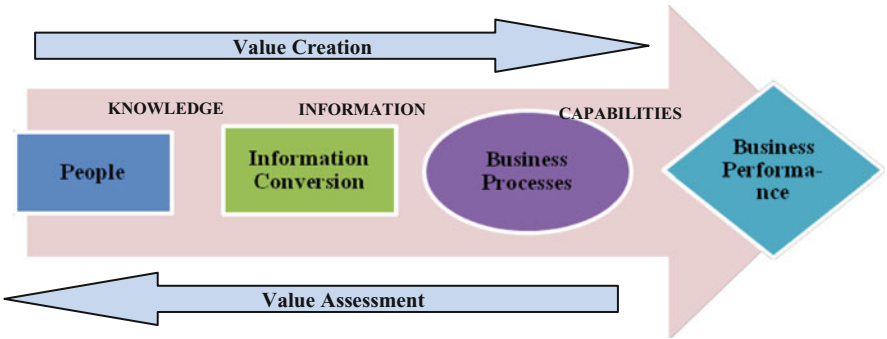 Value Creation
KNOWLEDGE INFORMATION CAPABILITIES
People
Information
Conversion
Business
Processes
Business
Performa-
nce
Value Assessment